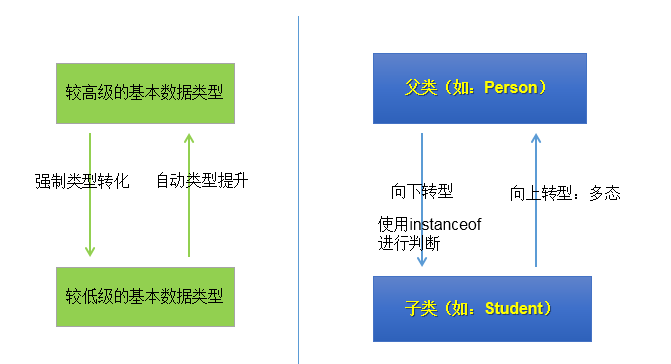 较高级的基本数据类型
强制类型转化
自动类型提升
较低级的基本数据类型
父类（如：Person）
向下转型
使用instanceof
进行判断
向上转型：多态
子类（如：Student）